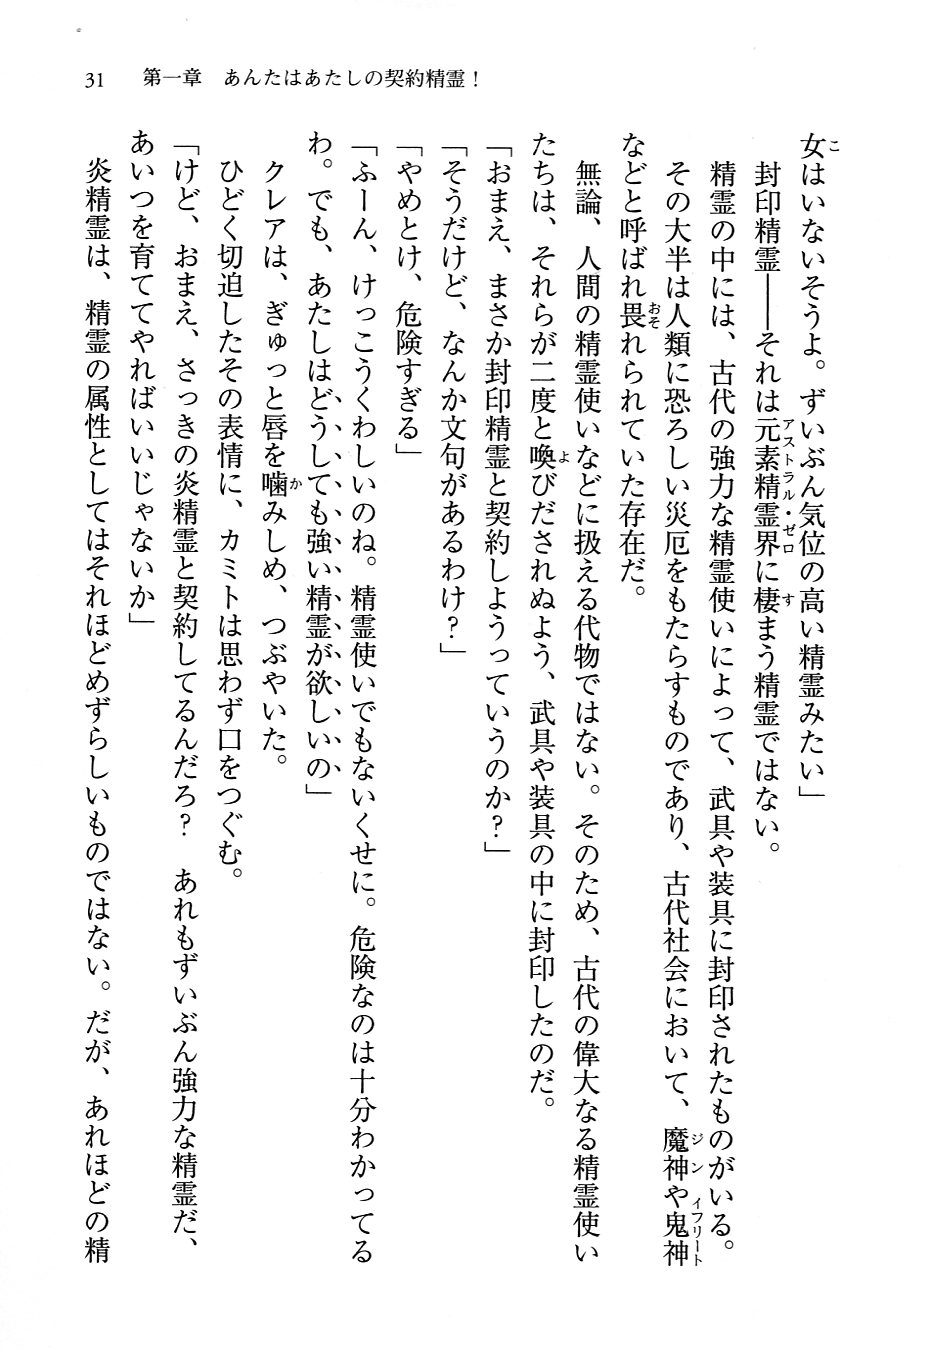 31　第一章　あんたはあたしの契約精霊！
女はいないそうよ。ずいぶん気位の高い精霊みたい」
封印精霊――それは元素精霊界に棲まう精霊ではない。
精霊の中には、古代の強力な精霊使いによって、武具や装具に封印されたものがいる。
その大半は人類に恐ろしい災厄をもたらすものであり、古代社会において、魔神や鬼神
などと呼ばれ畏れられていた存在だ。
無論、人間の精霊使いなどに扱える代物ではない。そのため、古代の偉大なる精霊使い
たちは、それらが二度と喚びだされぬよう、武具や装具の中に封印したのだ。
「おまえ、まさか封印精霊と契約しようっていうのか？」
「そうだけど、なんか文句があるわけ？」
「やめとけ、危険すぎる」
「ふーん、けっこうくわしいのね。精霊使いでもないくせに。危険なのは十分わかってる
わ。でも、あたしはどうしても強い精霊が欲しいの」
クレアは、ぎゅっと唇を噛みしめ、つぶやいた。
ひどく切迫したその表情に、カミトは思わず口をつぐむ。
「けど、おまえ、さっきの炎精霊と契約してるんだろ？　あれもずいぶん強力な精霊だ、
あいつを育ててやればいいじゃないか」
炎精霊は、精霊の属性としてはそれほどめずらしいものではない。だが、あれほどの精